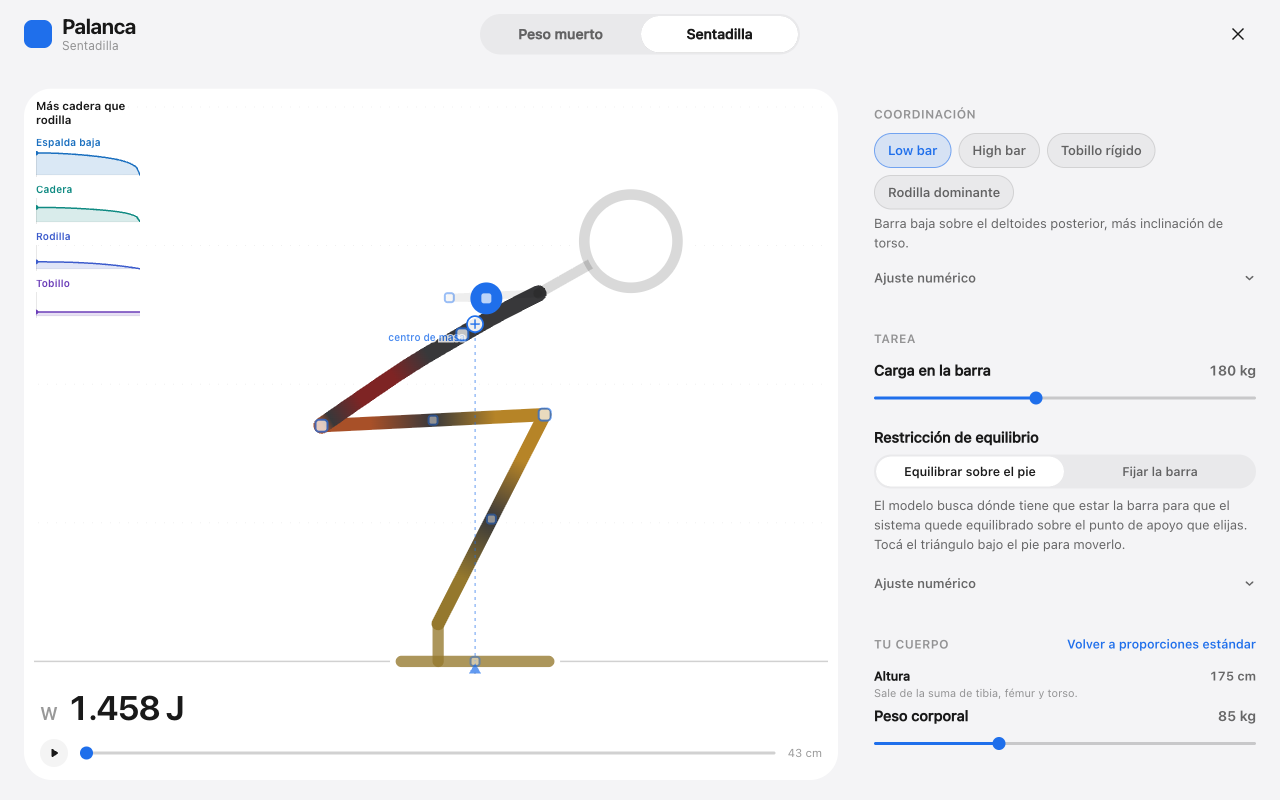 Palanca
Sentadilla
Peso muerto
Sentadilla
Más cadera que
rodilla
Espalda baja
Cadera
Rodilla
Tobillo
centro de mas
W 1.458 J
43 cm
COORDINACIÓN
Low bar
High bar
Tobillo rígido
Rodilla dominante
Barra baja sobre el deltoides posterior, más inclinación de
torso.
Ajuste numérico
TAREA
Carga en la barra
180 kg
Restricción de equilibrio
Equilibrar sobre el pie
Fijar la barra
El modelo busca dónde tiene que estar la barra para que el
sistema quede equilibrado sobre el punto de apoyo que elijas.
Tocá el triángulo bajo el pie para moverlo.
Ajuste numérico
TU CUERPO
Volver a proporciones estándar
Altura
175 cm
Sale de la suma de tibia, fémur y torso.
Peso corporal
85 kg